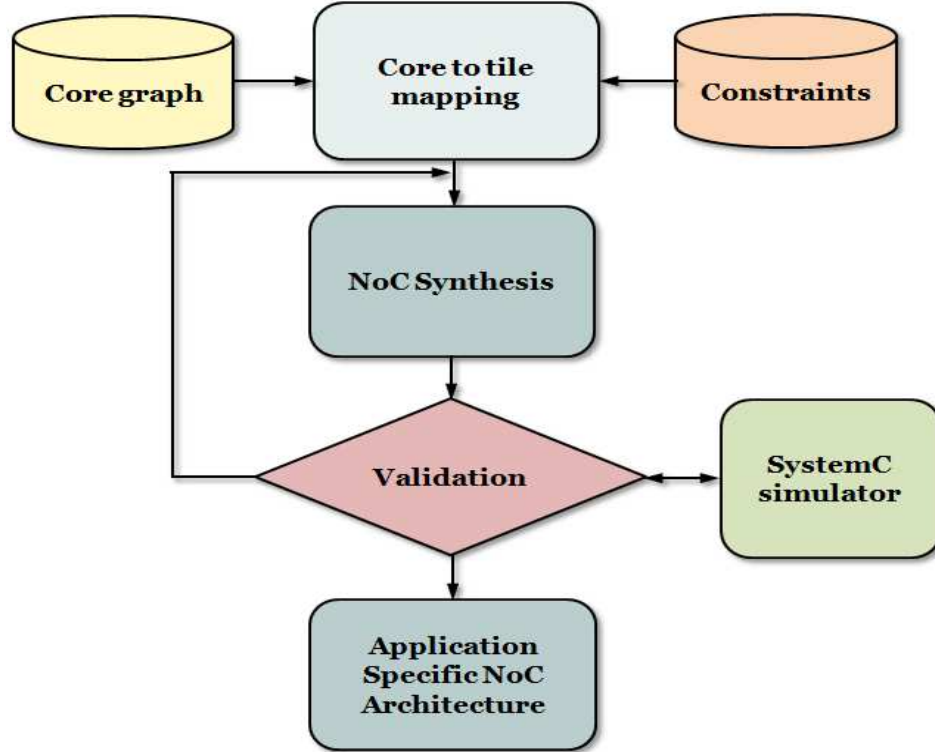 Core graph
Core to tile
mapping
Constraints
NoC Synthesis
Validation
SystemC
simulator
Application
Specific NoC
Architecture